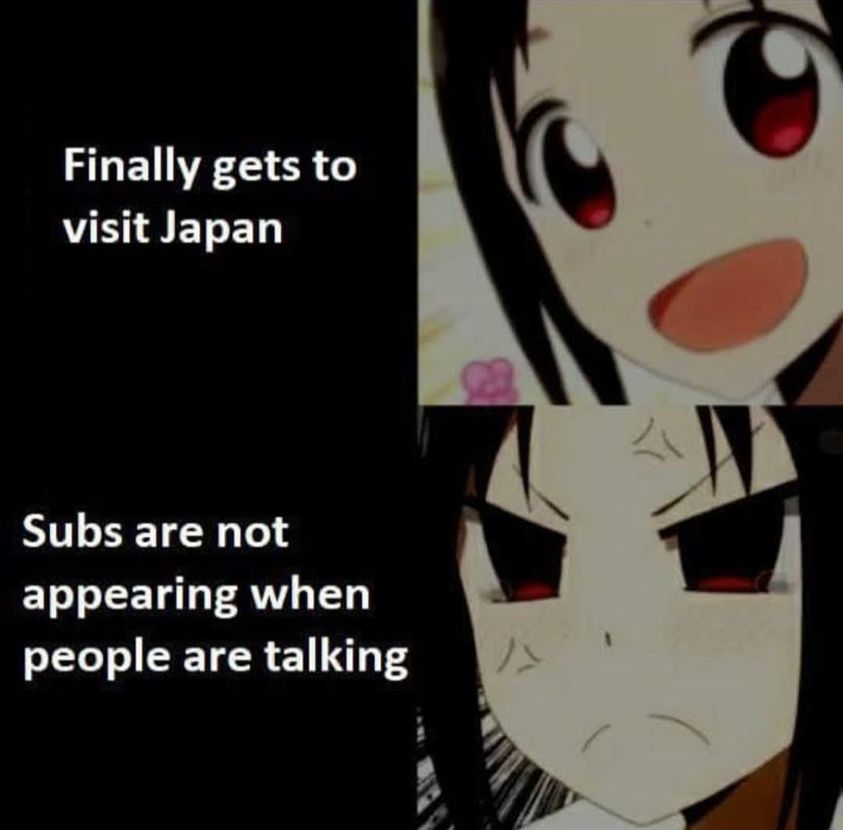 Finally gets to
visit Japan
Subs are not
appearing when
people are talking